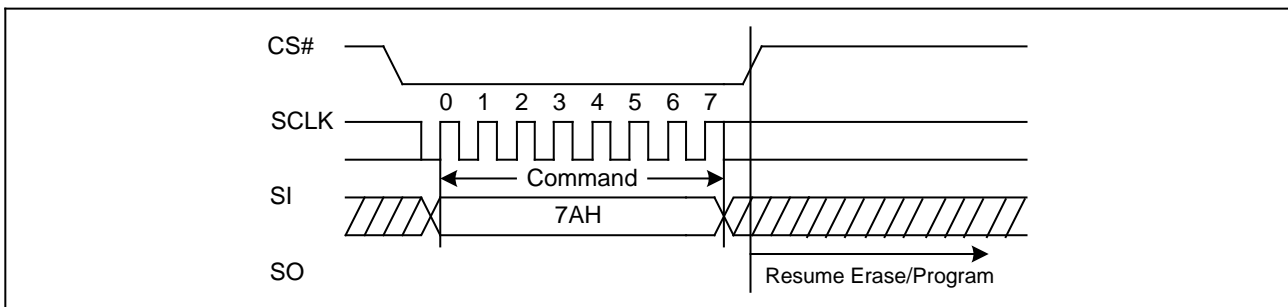 CS#
0 1 2 3 4 5 6 7
SCLK
Command
SI
7AH
SO
Resume Erase/Program